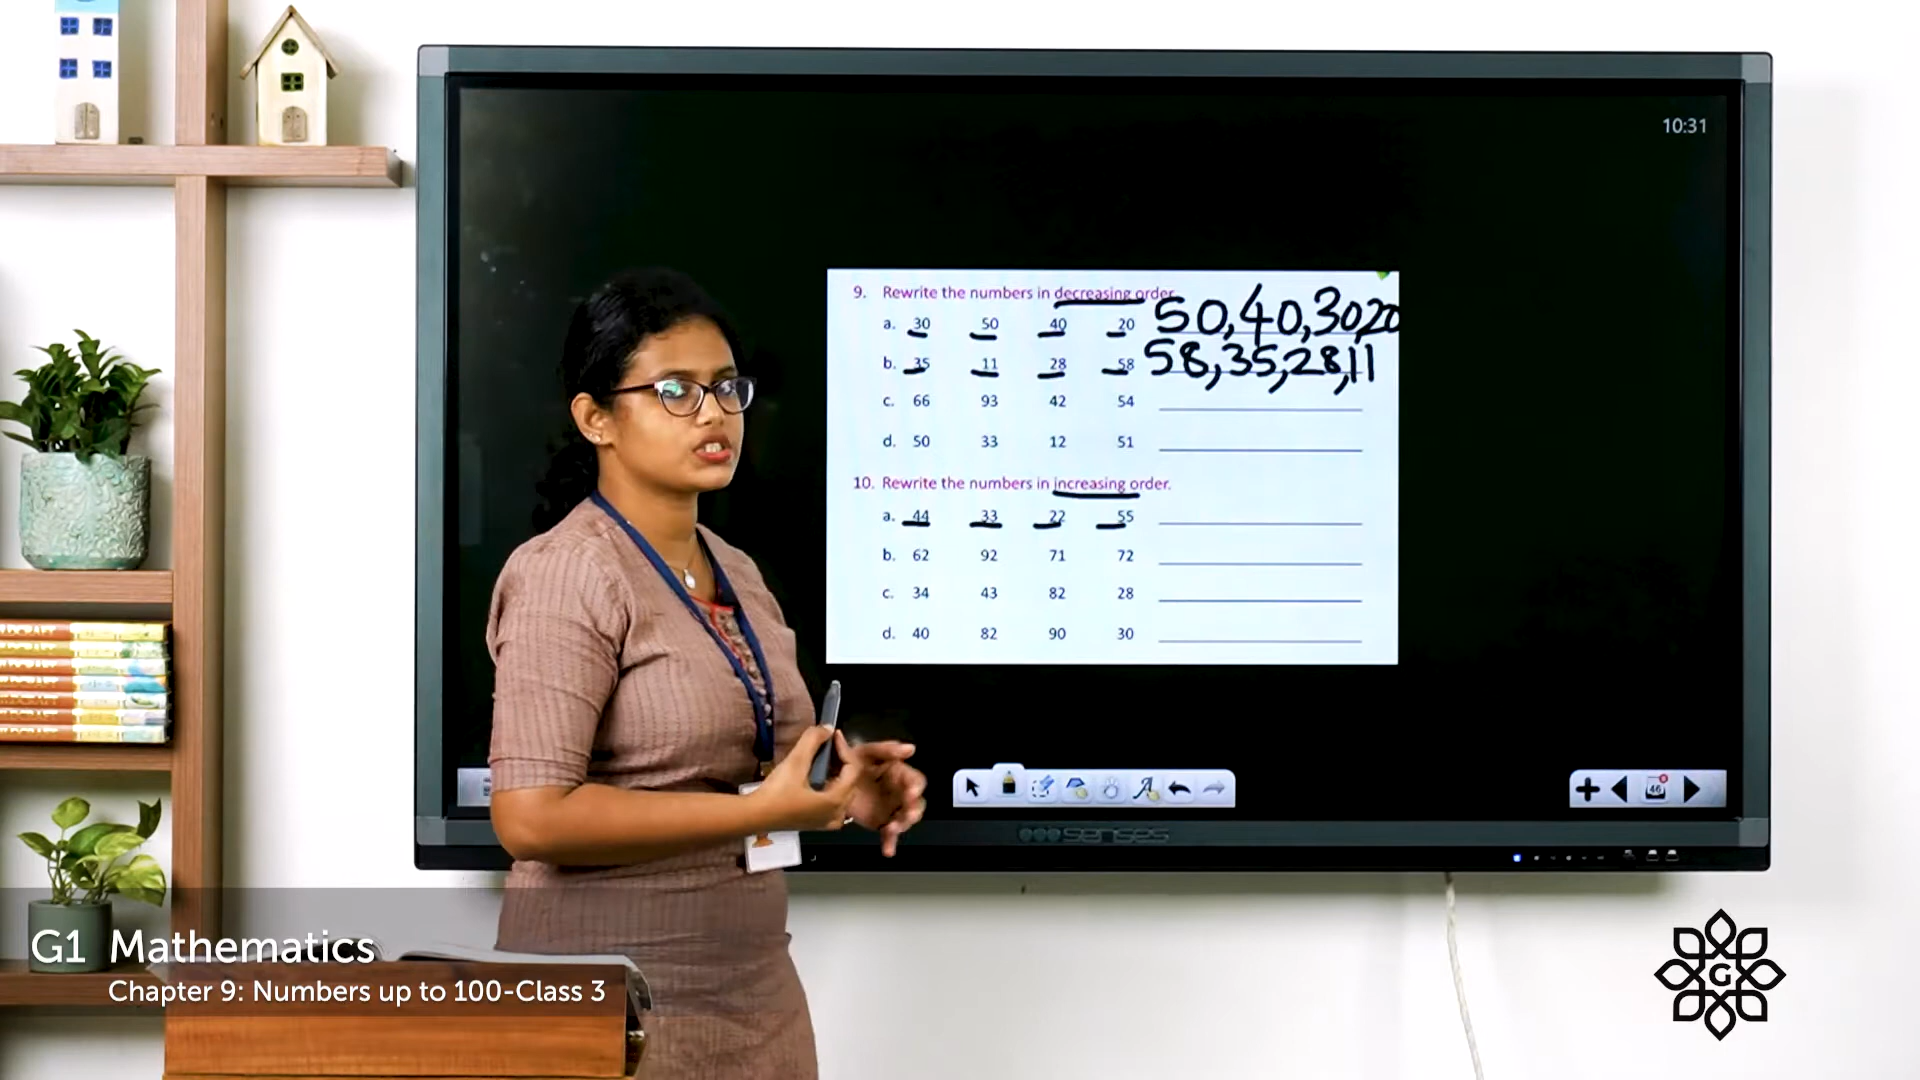 10:31
9. Rewrite the numbers in decreasing order.
a. 30 50 40 20 50,40,30,20
b. 35 11 28 58 58,35,28,11
c. 66 93 42 54
d. 50 33 12 51
10. Rewrite the numbers in increasing order.
a. 44 33 22 55
b. 62 92 71 72
c. 34 43 82 28
d. 40 82 90 30
46
senses
G1 Mathematics
Chapter 9: Numbers up to 100-Class 3
G